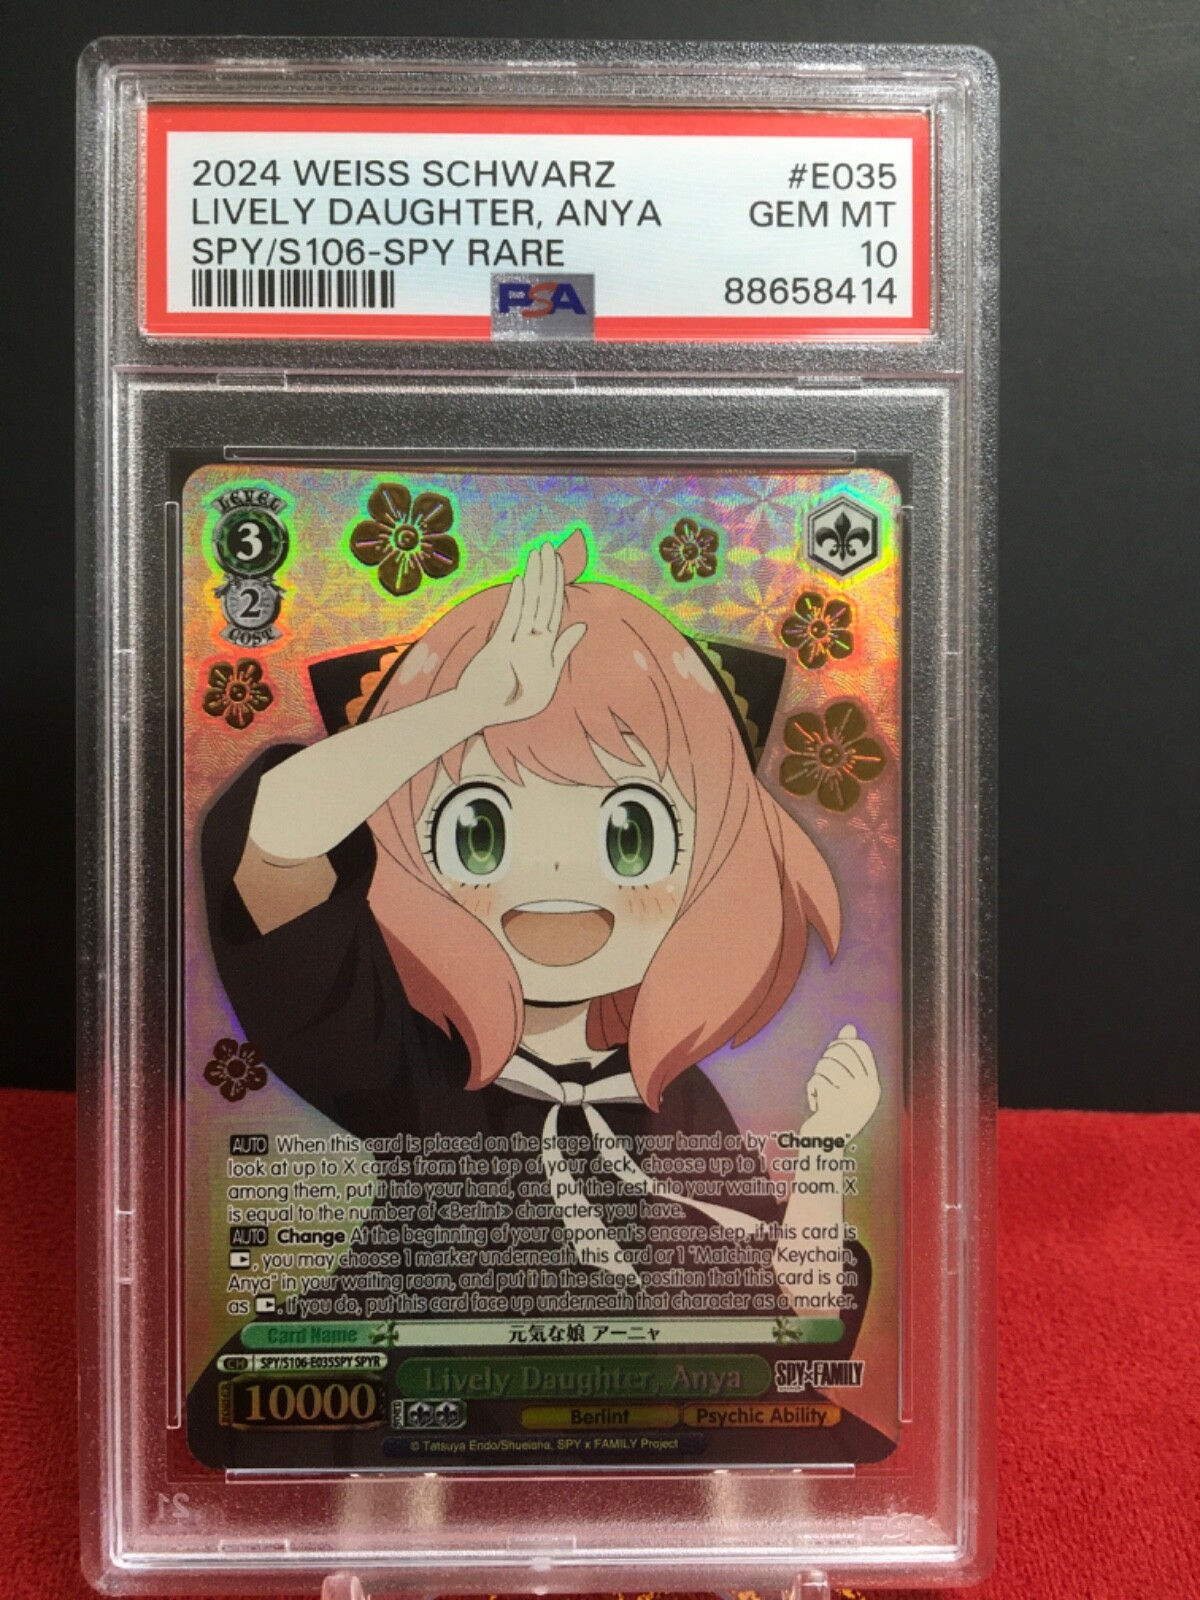 2024 WEISS SCHWARZ #E035
LIVELY DAUGHTER, ANYA GEM MT
SPY/S106-SPY RARE 10
PSA 88658414
LEVEL
3
2
COST
AUTO When this card is placed on the stage from your hand or by "Change",
look at up to X cards from the top of your deck, choose up to 1 card from
among them, put it into your hand, and put the rest into your waiting room. X
is equal to the number of «Berlint» characters you have.
AUTO Change At the beginning of your opponent's encore step, if this card is
, you may choose 1 marker underneath this card or 1 "Matching Keychain,
Anya" in your waiting room, and put it in the stage position that this card is on
as . If you do, put this card face up underneath that character as a marker.
Card Name 元気な娘 アーニャ
CH SPY/S106-E035SPY SPYR
Lively Daughter, Anya SPY×FAMILY
POWER 10000 SOUL Berlint Psychic Ability
© Tatsuya Endo/Shueisha, SPY x FAMILY Project